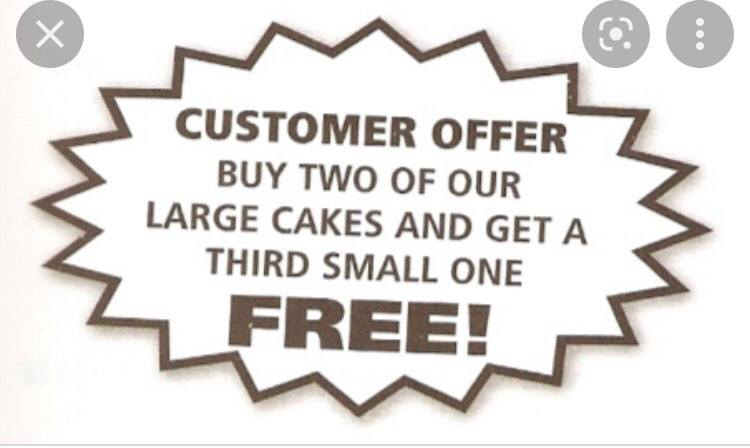 CUSTOMER OFFER
BUY TWO OF OUR
LARGE CAKES AND GET A
THIRD SMALL ONE
FREE!